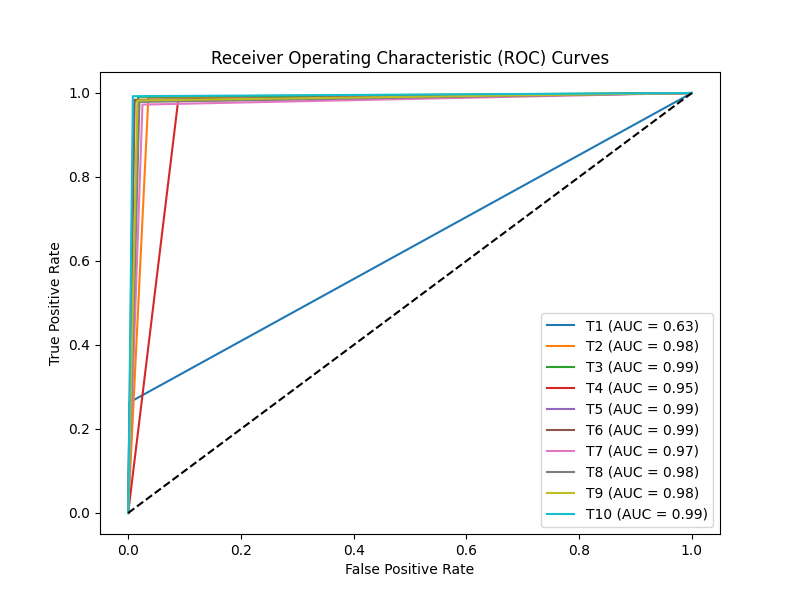 Receiver Operating Characteristic (ROC) Curves
True Positive Rate
1.0
0.8
0.6
0.4
0.2
0.0
T1 (AUC = 0.63)
T2 (AUC = 0.98)
T3 (AUC = 0.99)
T4 (AUC = 0.95)
T5 (AUC = 0.99)
T6 (AUC = 0.99)
T7 (AUC = 0.97)
T8 (AUC = 0.98)
T9 (AUC = 0.98)
T10 (AUC = 0.99)
0.0 0.2 0.4 0.6 0.8 1.0
False Positive Rate